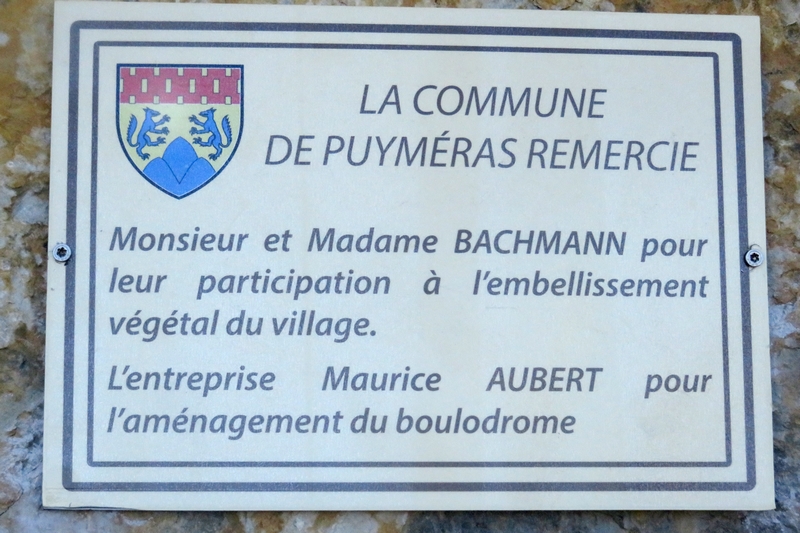 LA COMMUNE
DE PUYMÉRAS REMERCIE
Monsieur et Madame BACHMANN pour
leur participation à l'embellissement
végétal du village.
L'entreprise Maurice AUBERT pour
l'aménagement du boulodrome